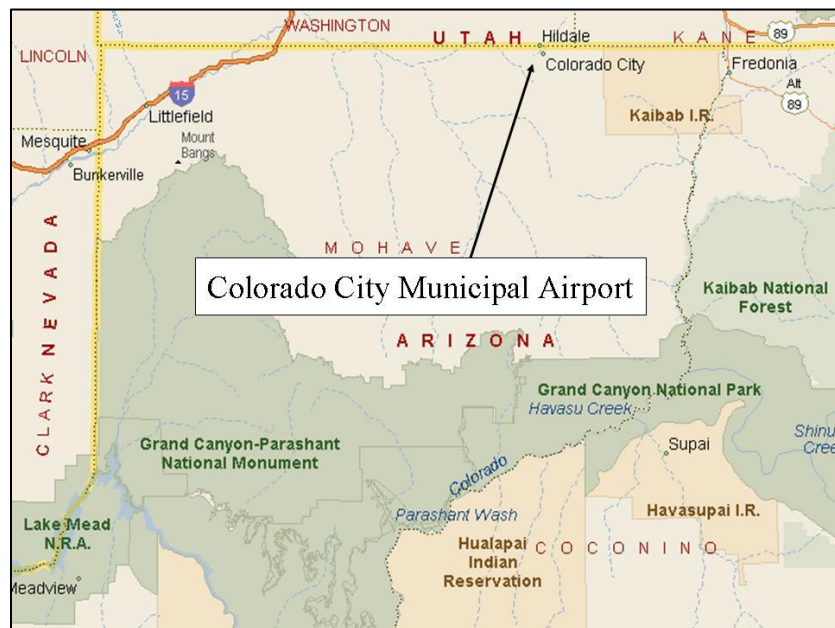 WASHINGTON
UTAH
Hildale
KANE
89
LINCOLN
Colorado City
Fredonia
15
Alt
89
Littlefield
Kaibab I.R.
Mesquite
Mount
Bangs
Bunkerville
CLARK
NEVADA
MOHAVE
Colorado City Municipal Airport
Kaibab National
Forest
ARIZONA
Grand Canyon National Park
Havasu Creek
Grand Canyon-Parashant
National Monument
Supai
Shinu
Cree
Colorado
Parashant Wash
Havasupai I.R.
Lake Mead
N.R.A.
Hualapai
Indian
Reservation
COCONINO
Meadview